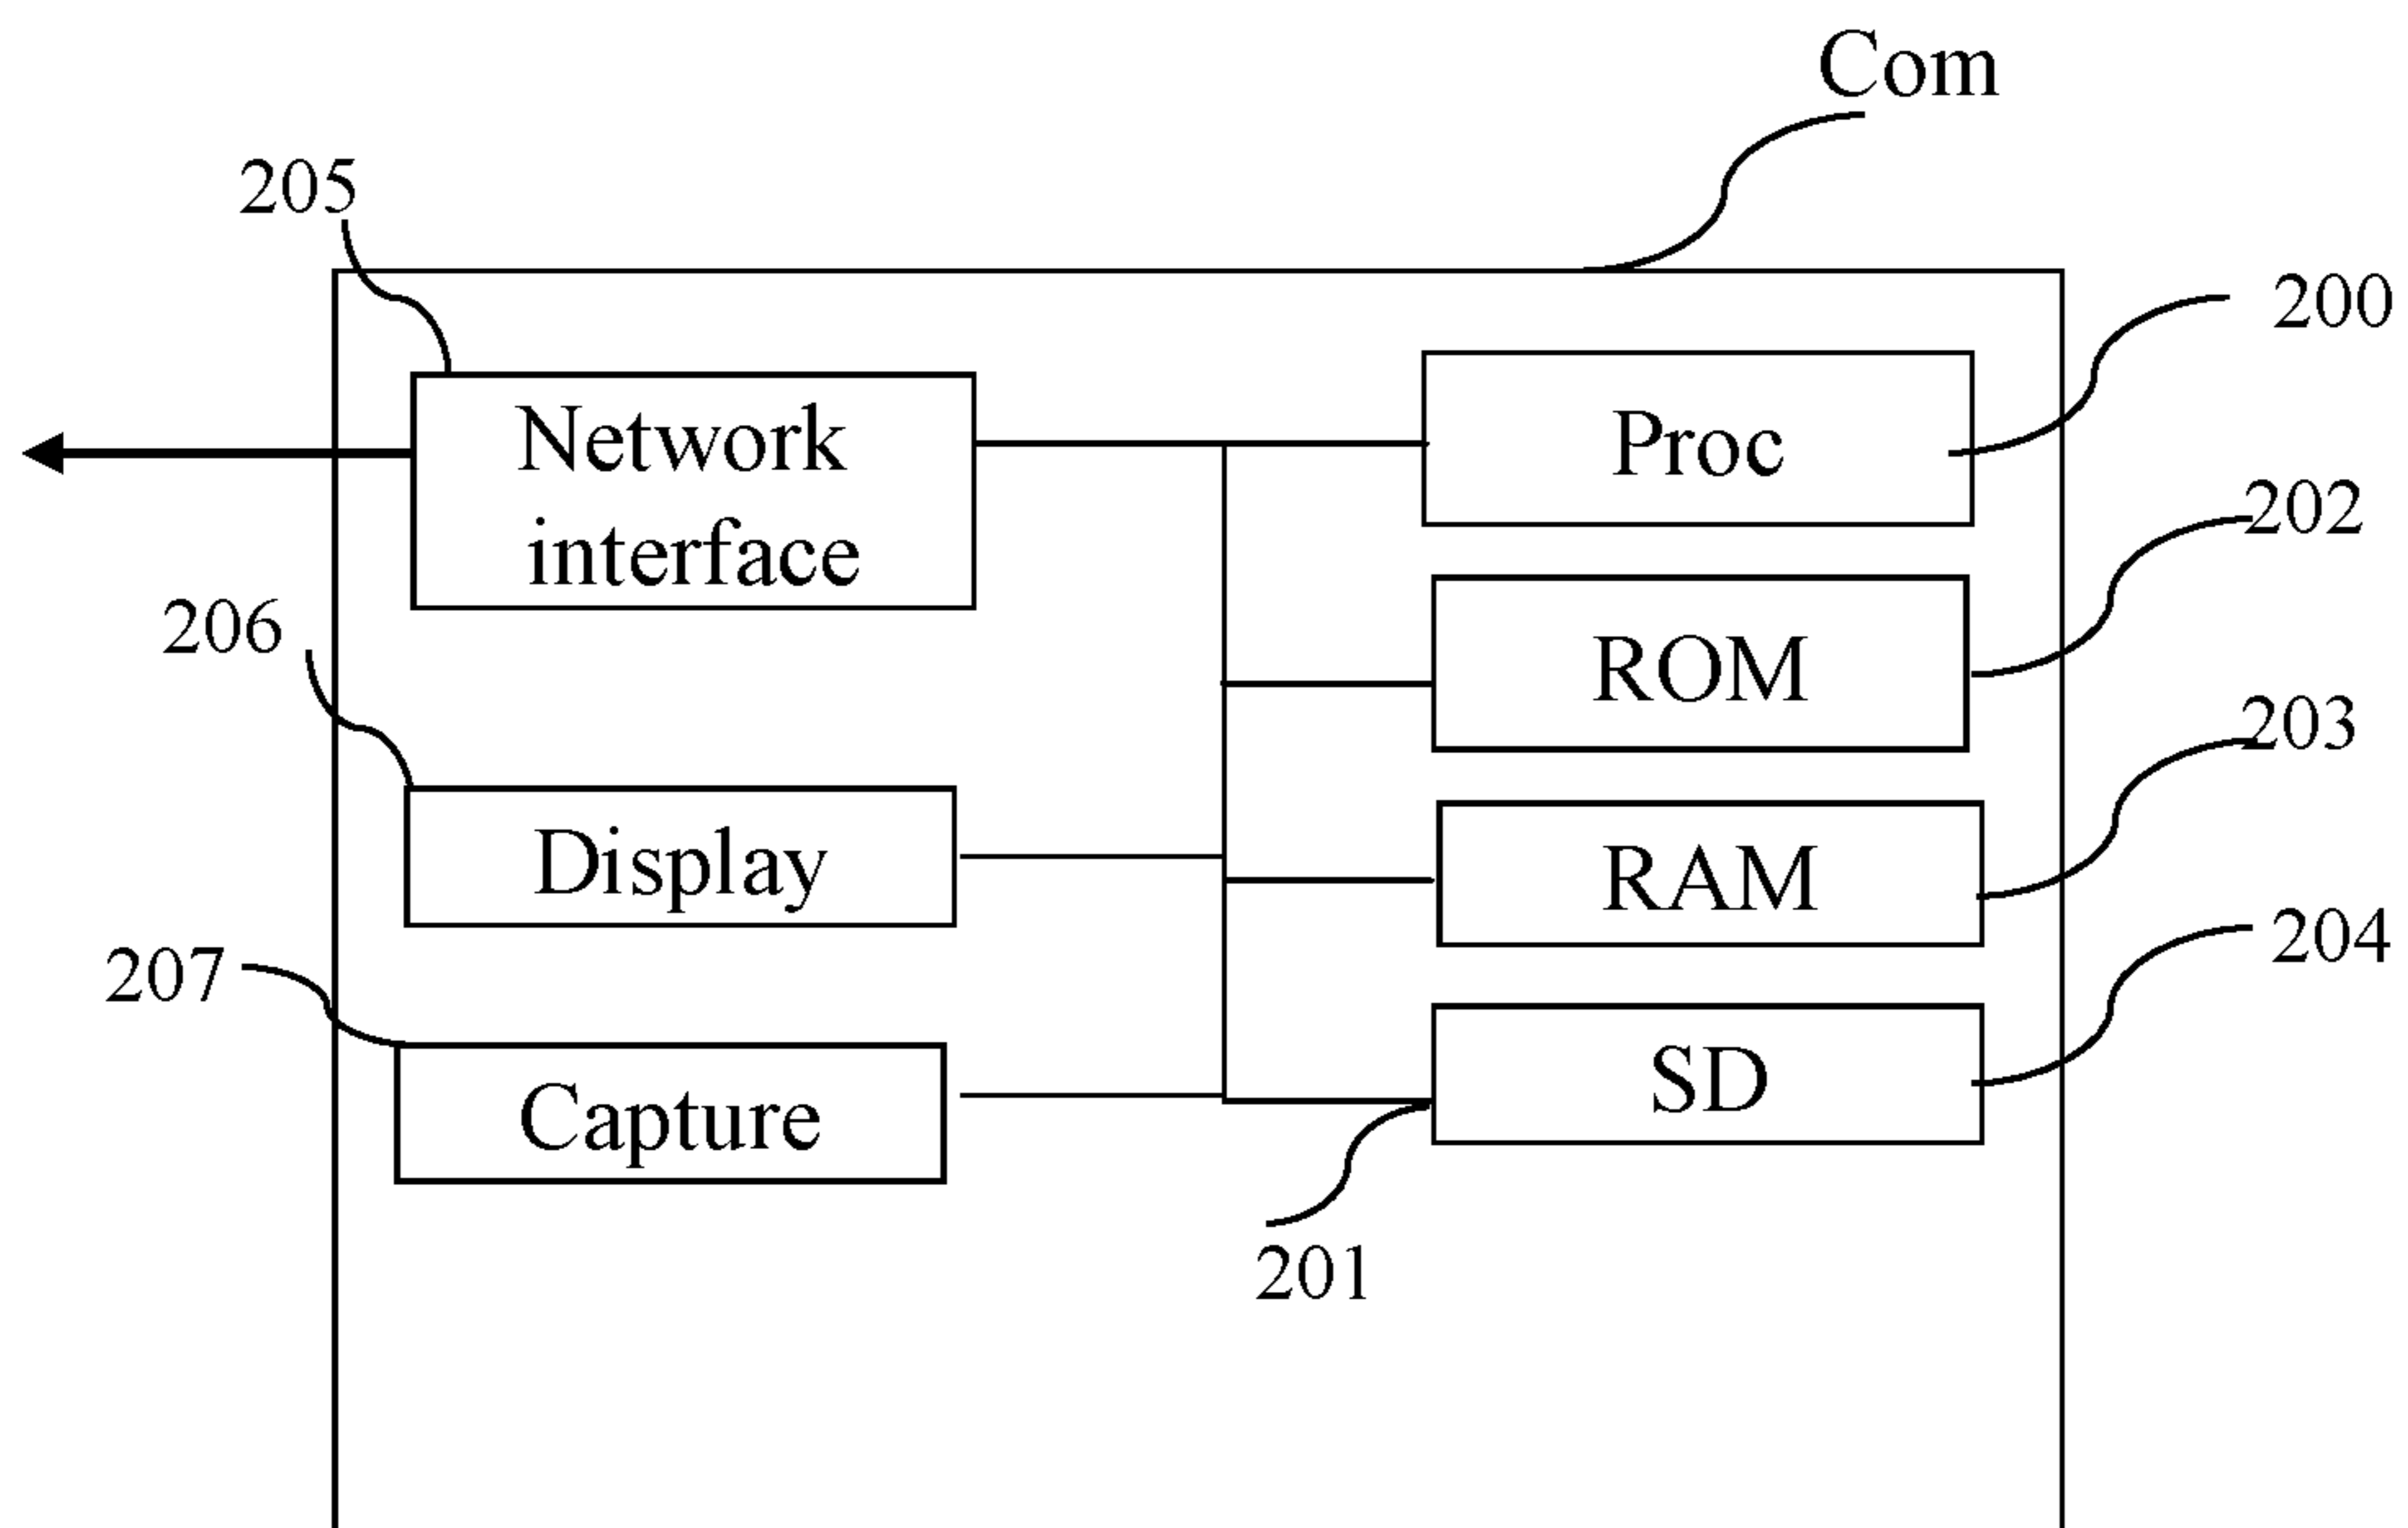 Com
205
200
Network
interface
Proc
202
206
ROM
203
Display
RAM
204
207
Capture
SD
201